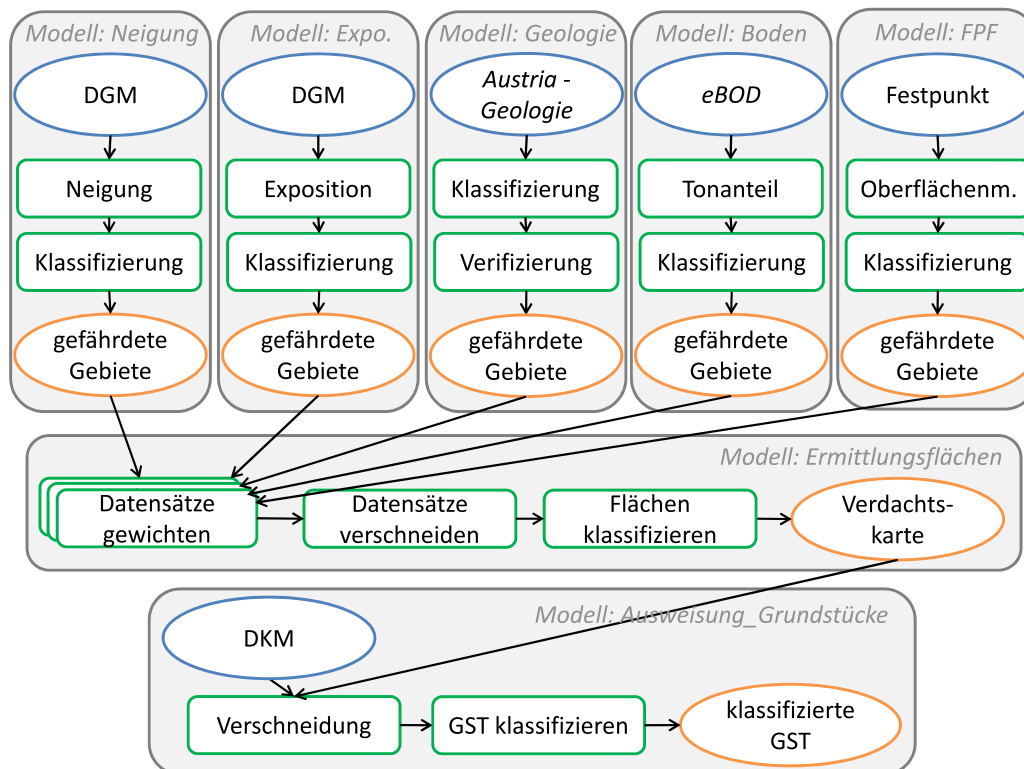 Modell: Neigung
DGM
Neigung
Klassifizierung
gefährdete
Gebiete
Modell: Expo.
DGM
Exposition
Klassifizierung
gefährdete
Gebiete
Modell: Geologie
Austria -
Geologie
Klassifizierung
Verifizierung
gefährdete
Gebiete
Modell: Boden
eBOD
Tonanteil
Klassifizierung
gefährdete
Gebiete
Modell: FPF
Festpunkt
Oberflächenm.
Klassifizierung
gefährdete
Gebiete
Modell: Ermittlungsflächen
Datensätze
gewichten
Datensätze
verschneiden
Flächen
klassifizieren
Verdachts-
karte
Modell: Ausweisung_Grundstücke
DKM
Verschneidung
GST klassifizieren
klassifizierte
GST